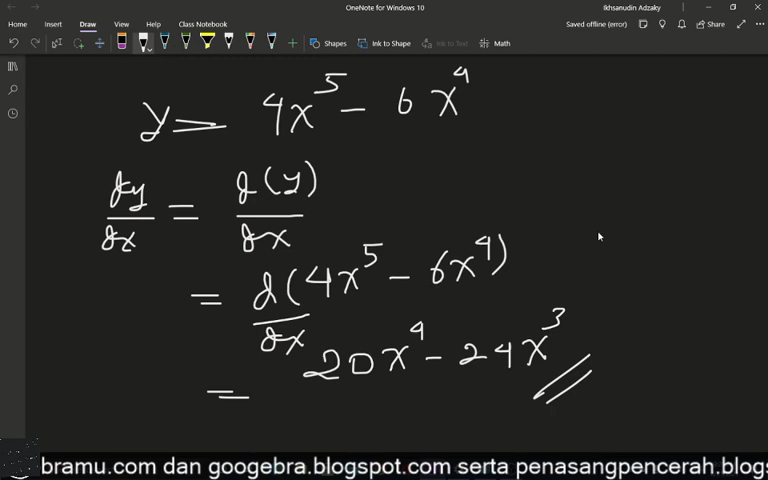 OneNote for Windows 10
Ikhsanudin Adzaky
Home Insert Draw View Help Class Notebook
Saved offline (error)
Share
Shapes Ink to Shape Ink to Text Math
y = 4x⁵ - 6x⁴
dy/dx = d(y)/dx
= d(4x⁵ - 6x⁴)/dx
= 20x⁴ - 24x³ //
bramu.com dan googebra.blogspot.com serta penasangpencerah.blogs